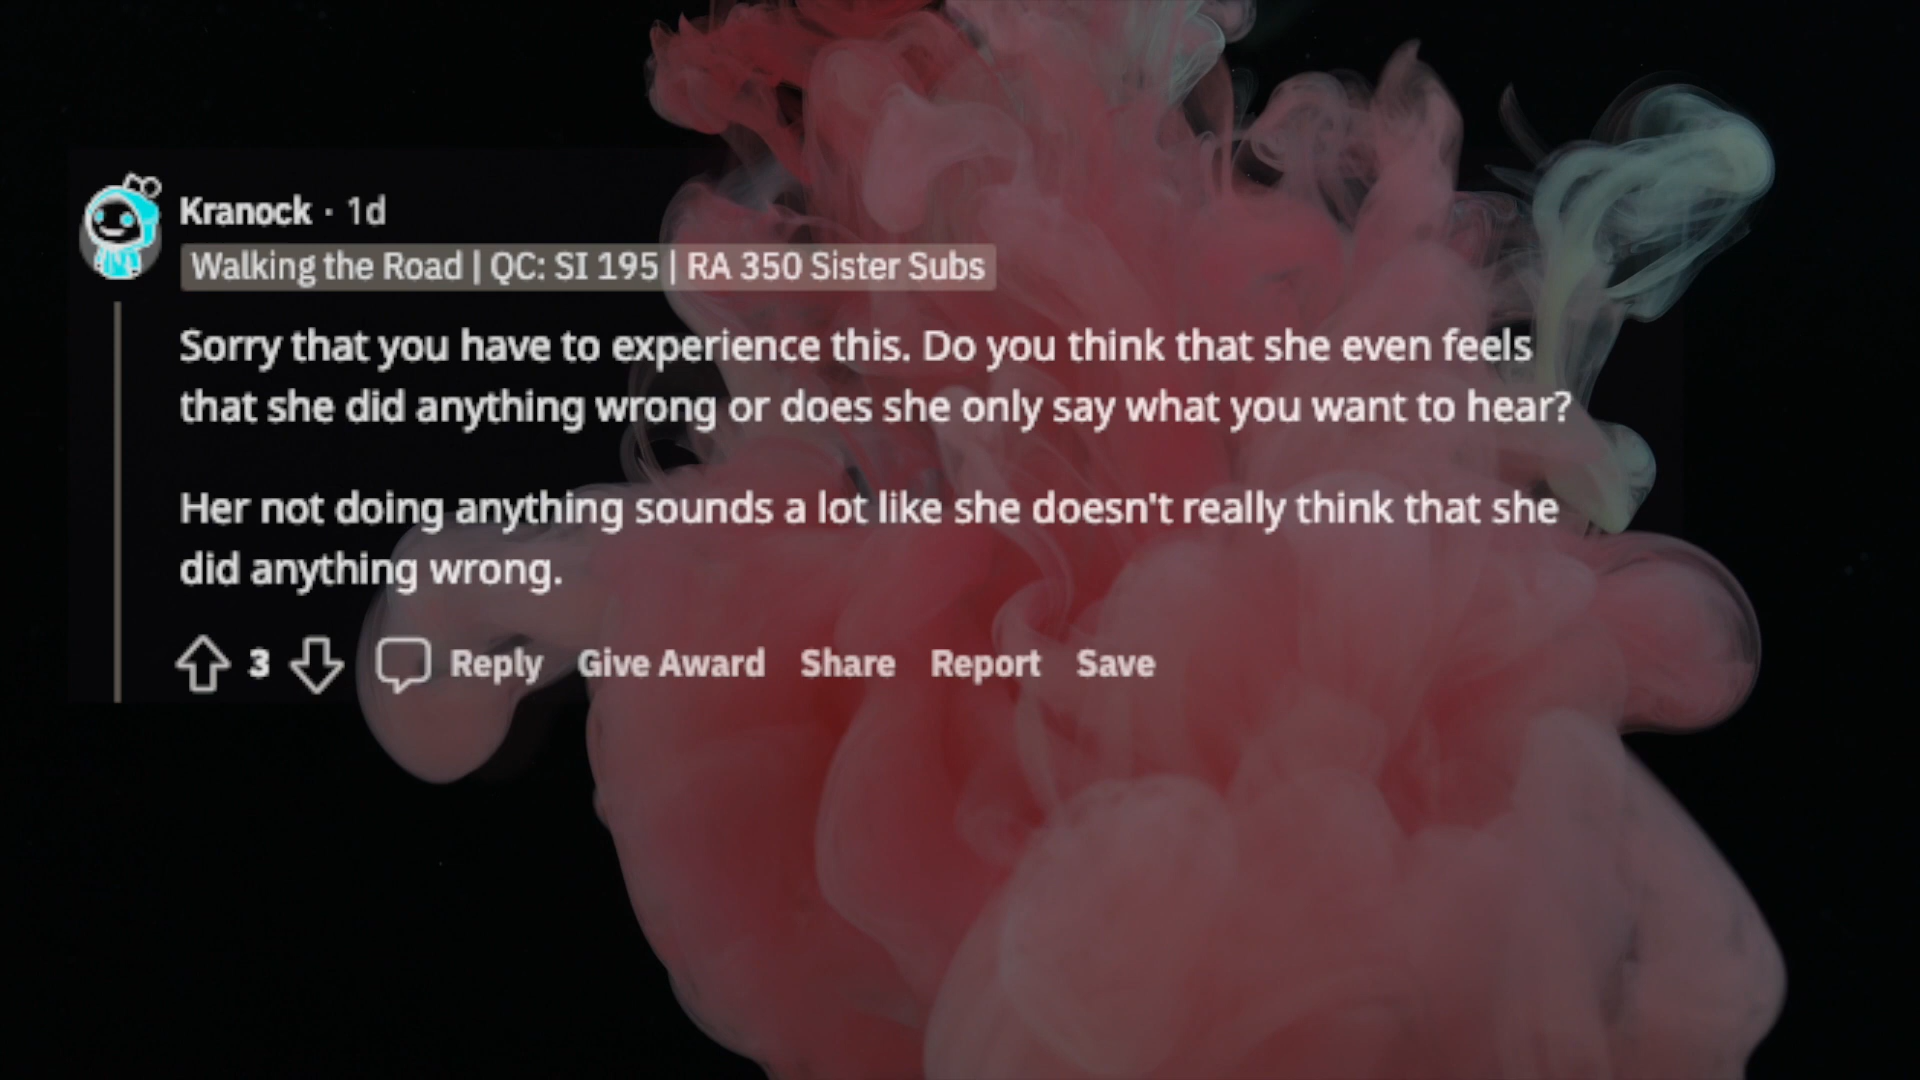 Kranock · 1d
Walking the Road | QC: SI 195 | RA 350 Sister Subs
Sorry that you have to experience this. Do you think that she even feels
that she did anything wrong or does she only say what you want to hear?
Her not doing anything sounds a lot like she doesn't really think that she
did anything wrong.
3 Reply Give Award Share Report Save